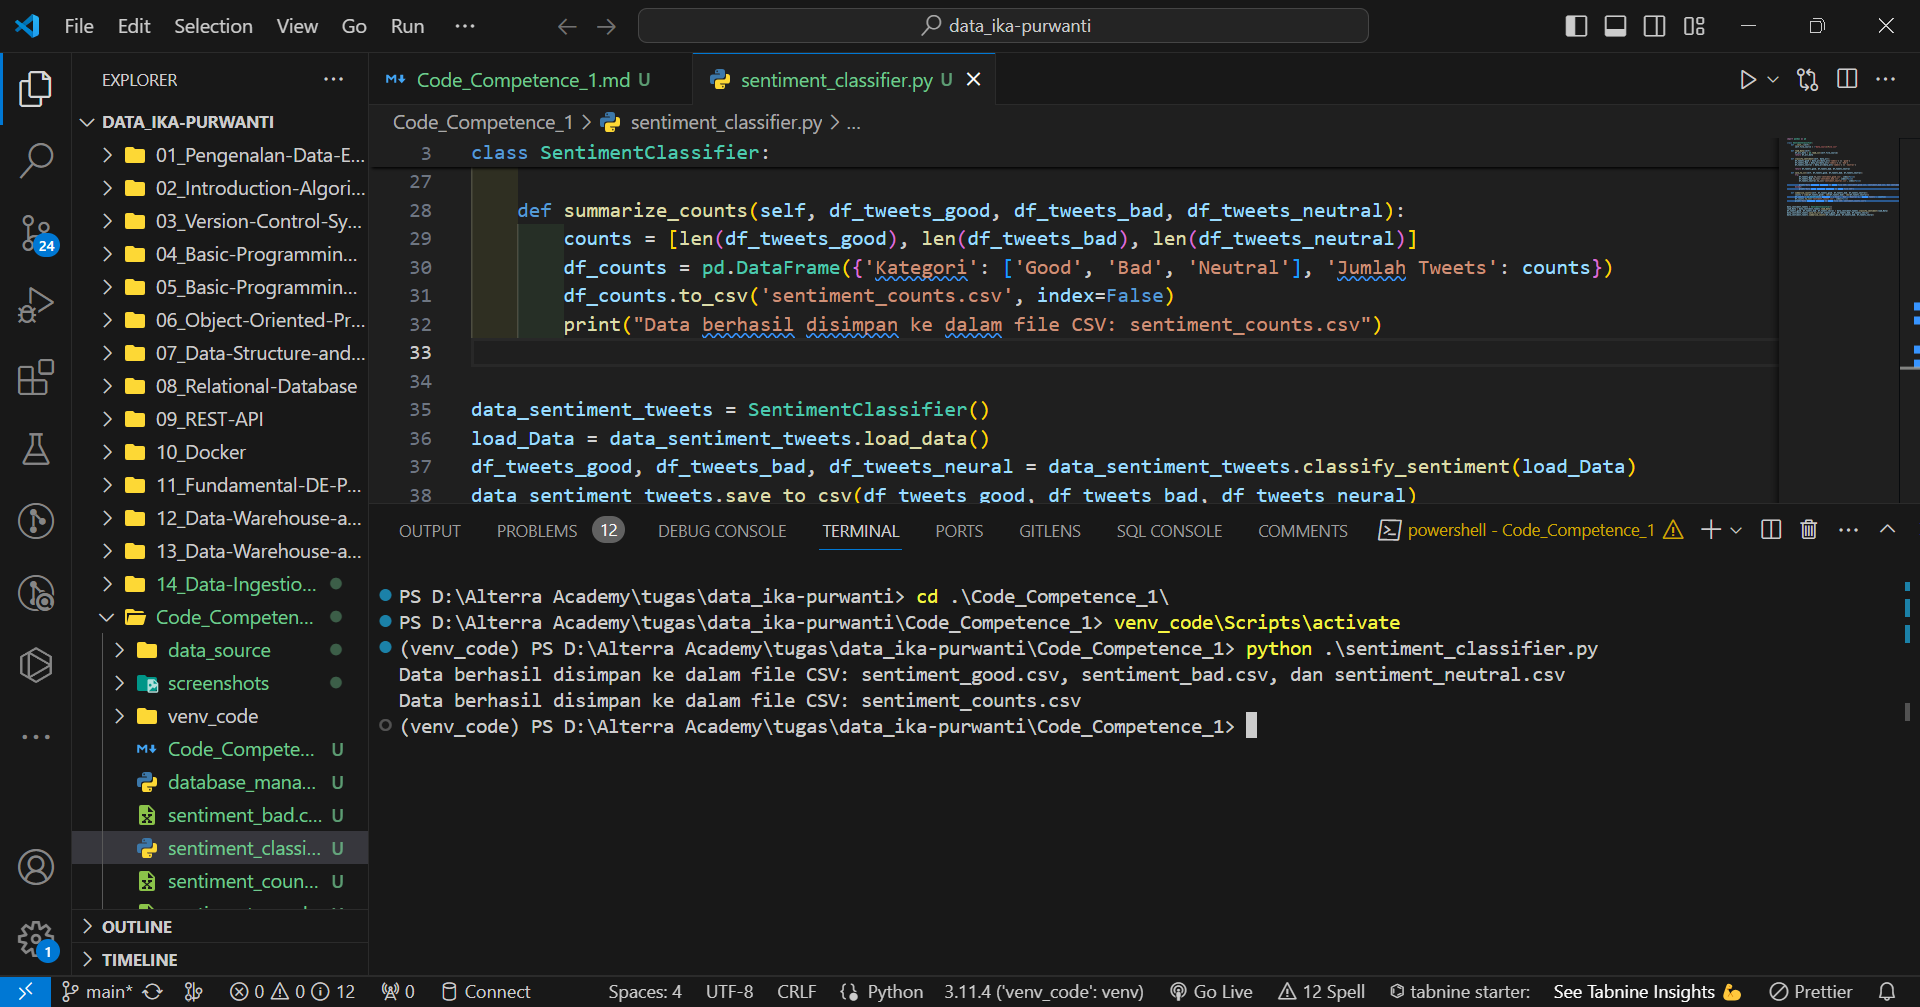 File Edit Selection View Go Run ... data_ika-purwanti
EXPLORER ...
DATA_IKA-PURWANTI
01_Pengenalan-Data-E...
02_Introduction-Algori...
03_Version-Control-Sy...
04_Basic-Programmin...
05_Basic-Programmin...
06_Object-Oriented-Pr...
07_Data-Structure-and...
08_Relational-Database
09_REST-API
10_Docker
11_Fundamental-DE-P...
12_Data-Warehouse-a...
13_Data-Warehouse-a...
14_Data-Ingestio...
Code_Competen...
data_source
screenshots
venv_code
Code_Compete... U
database_mana... U
sentiment_bad.c... U
sentiment_classi... U
sentiment_coun... U
OUTLINE
TIMELINE
24
1
Code_Competence_1.md U sentiment_classifier.py U
Code_Competence_1 > sentiment_classifier.py > ...
3 class SentimentClassifier:
27
28 def summarize_counts(self, df_tweets_good, df_tweets_bad, df_tweets_neutral):
29 counts = [len(df_tweets_good), len(df_tweets_bad), len(df_tweets_neutral)]
30 df_counts = pd.DataFrame({'Kategori': ['Good', 'Bad', 'Neutral'], 'Jumlah Tweets': counts})
31 df_counts.to_csv('sentiment_counts.csv', index=False)
32 print("Data berhasil disimpan ke dalam file CSV: sentiment_counts.csv")
33
34
35 data_sentiment_tweets = SentimentClassifier()
36 load_Data = data_sentiment_tweets.load_data()
37 df_tweets_good, df_tweets_bad, df_tweets_neural = data_sentiment_tweets.classify_sentiment(load_Data)
38 data_sentiment_tweets.save_to_csv(df_tweets_good, df_tweets_bad, df_tweets_neural)
OUTPUT PROBLEMS 12 DEBUG CONSOLE TERMINAL PORTS GITLENS SQL CONSOLE COMMENTS powershell - Code_Competence_1
PS D:\Alterra Academy\tugas\data_ika-purwanti> cd .\Code_Competence_1\
PS D:\Alterra Academy\tugas\data_ika-purwanti\Code_Competence_1> venv_code\Scripts\activate
(venv_code) PS D:\Alterra Academy\tugas\data_ika-purwanti\Code_Competence_1> python .\sentiment_classifier.py
Data berhasil disimpan ke dalam file CSV: sentiment_good.csv, sentiment_bad.csv, dan sentiment_neutral.csv
Data berhasil disimpan ke dalam file CSV: sentiment_counts.csv
(venv_code) PS D:\Alterra Academy\tugas\data_ika-purwanti\Code_Competence_1>
main* 0 0 12 0 Connect Spaces: 4 UTF-8 CRLF Python 3.11.4 ('venv_code': venv) Go Live 12 Spell tabnine starter: See Tabnine Insights Prettier